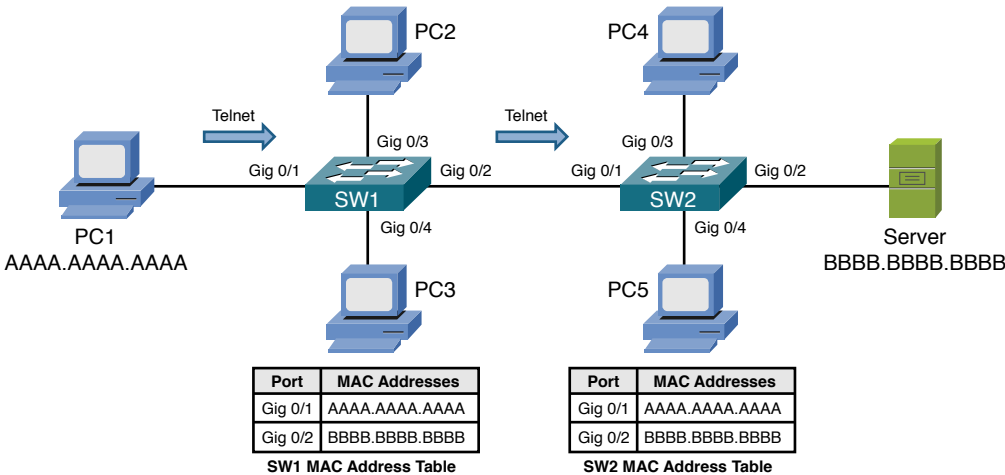 PC2
PC4
Telnet
Telnet
Gig 0/3
Gig 0/3
Gig 0/1
Gig 0/2
Gig 0/1
Gig 0/2
SW1
SW2
Gig 0/4
Gig 0/4
PC1
AAAA.AAAA.AAAA
Server
BBBB.BBBB.BBBB
PC3
PC5
Port MAC Addresses
Gig 0/1 AAAA.AAAA.AAAA
Gig 0/2 BBBB.BBBB.BBBB
SW1 MAC Address Table
Port MAC Addresses
Gig 0/1 AAAA.AAAA.AAAA
Gig 0/2 BBBB.BBBB.BBBB
SW2 MAC Address Table